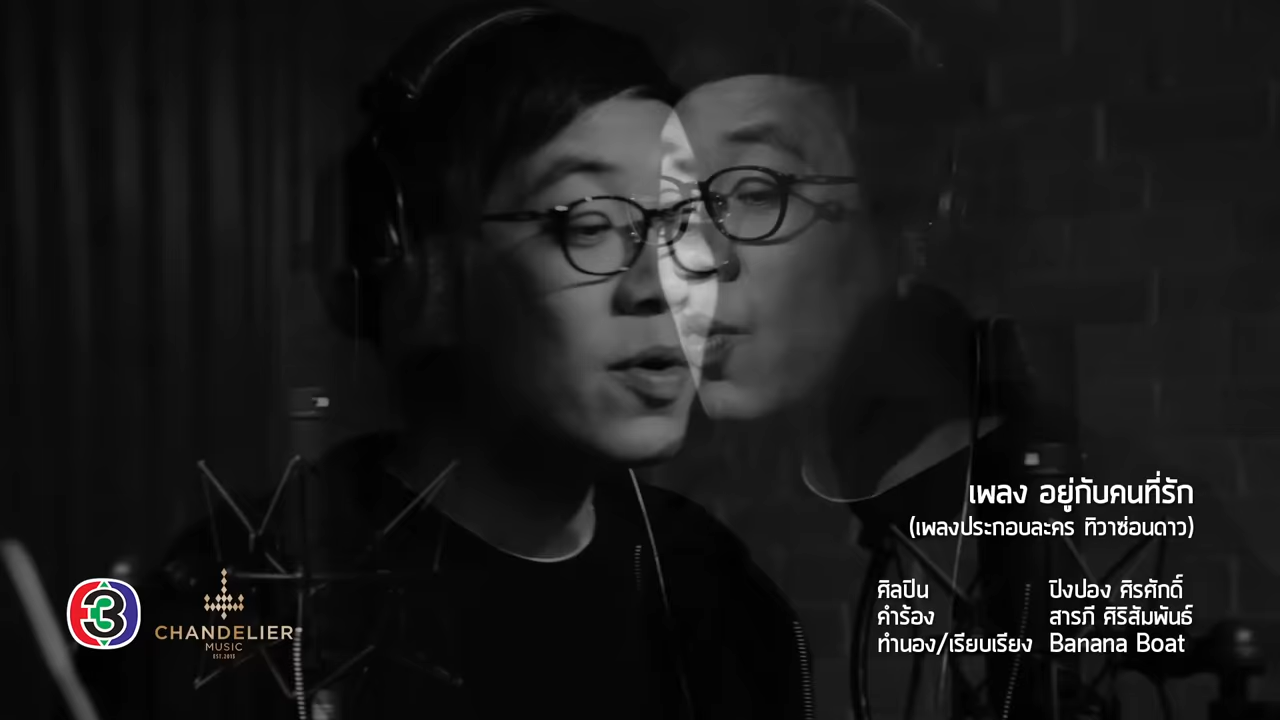 เพลง อยู่กับคนที่รัก
(เพลงประกอบละคร ทิวาซ่อนดาว)
ศิลปิน ปิงปอง ศิรศักดิ์
คำร้อง สารภี ศิริสัมพันธ์
ทำนอง/เรียบเรียง Banana Boat
3
CHANDELIER
MUSIC
EST.2013